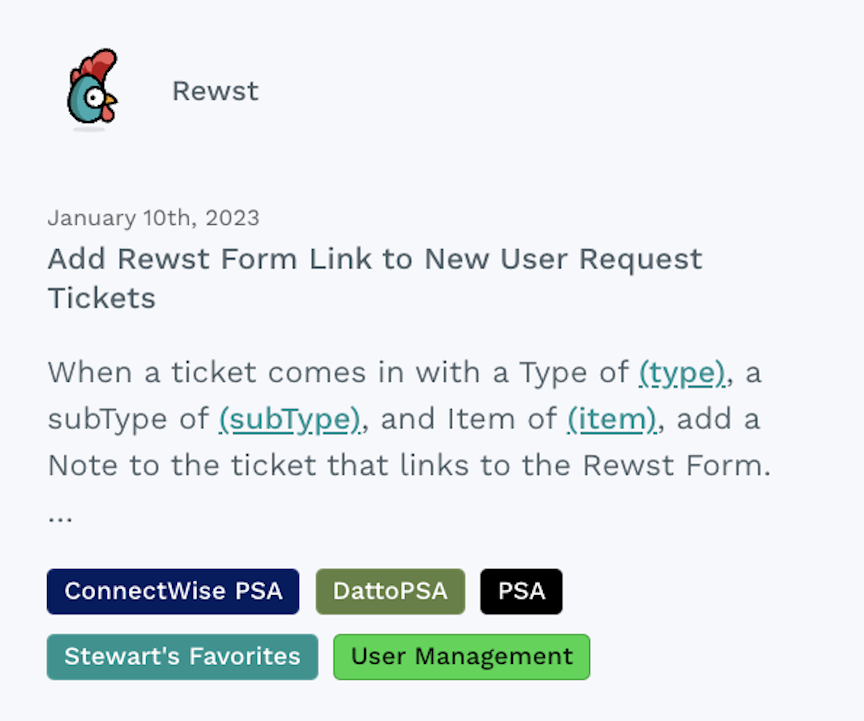 Rewst
January 10th, 2023
Add Rewst Form Link to New User Request
Tickets
When a ticket comes in with a Type of (type), a
subType of (subType), and Item of (item), add a
Note to the ticket that links to the Rewst Form.
...
ConnectWise PSA DattoPSA PSA
Stewart's Favorites User Management